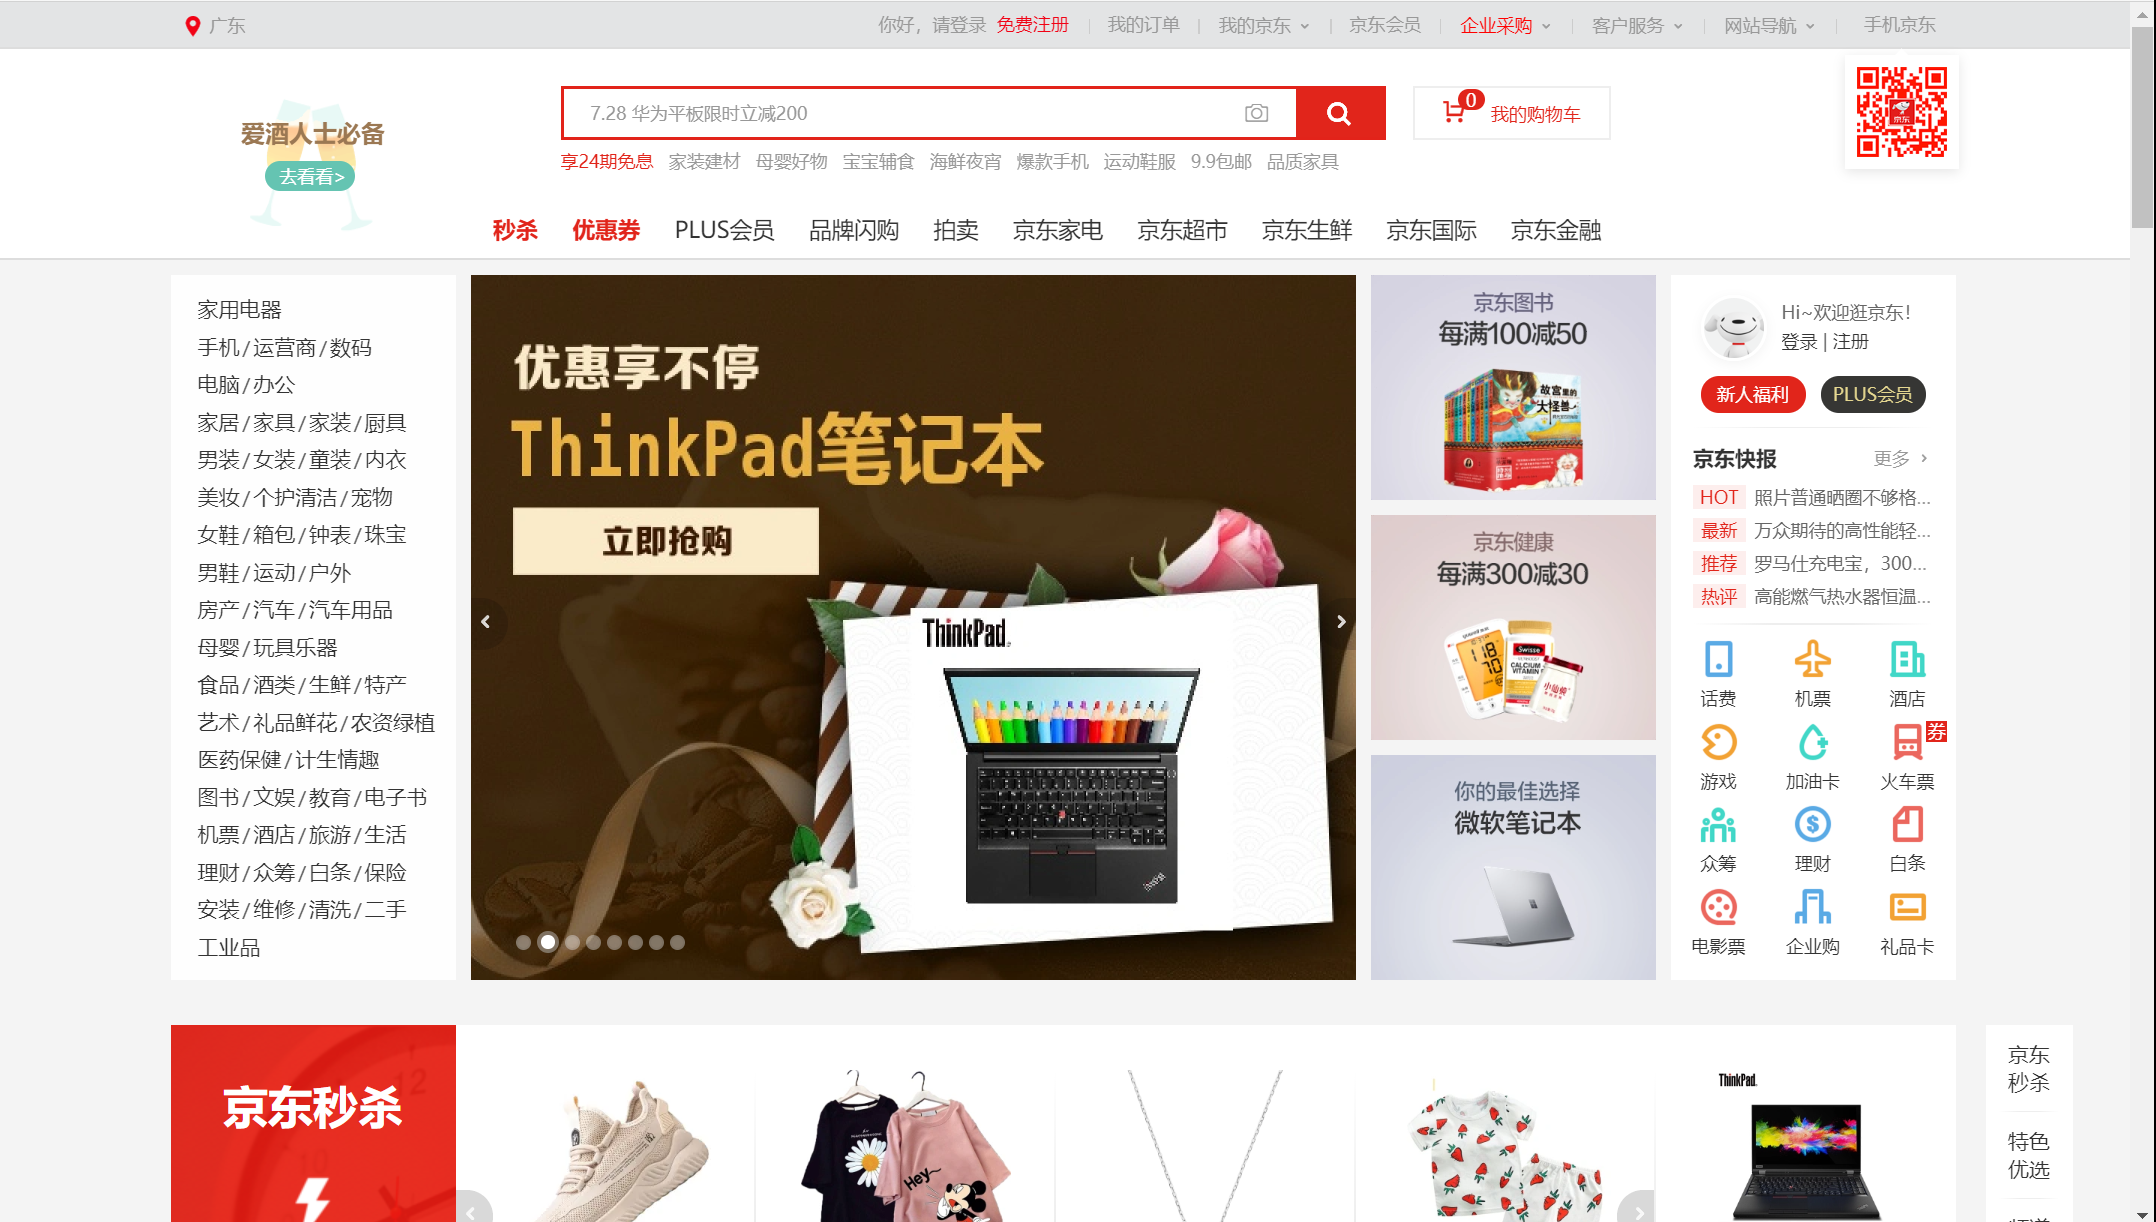 广东
你好，请登录 免费注册 我的订单 我的京东 京东会员 企业采购 客户服务 网站导航 手机京东
爱酒人士必备
去看看>
7.28 华为平板限时立减200
0 我的购物车
京东
享24期免息 家装建材 母婴好物 宝宝辅食 海鲜夜宵 爆款手机 运动鞋服 9.9包邮 品质家具
秒杀 优惠券 PLUS会员 品牌闪购 拍卖 京东家电 京东超市 京东生鲜 京东国际 京东金融
家用电器
手机/运营商/数码
电脑/办公
家居/家具/家装/厨具
男装/女装/童装/内衣
美妆/个护清洁/宠物
女鞋/箱包/钟表/珠宝
男鞋/运动/户外
房产/汽车/汽车用品
母婴/玩具乐器
食品/酒类/生鲜/特产
艺术/礼品鲜花/农资绿植
医药保健/计生情趣
图书/文娱/教育/电子书
机票/酒店/旅游/生活
理财/众筹/白条/保险
安装/维修/清洗/二手
工业品
优惠享不停
ThinkPad笔记本
立即抢购
ThinkPad
京东图书
每满100减50
故宫里的
大怪兽
京东健康
每满300减30
118
70
Swisse
CALCIUM
VITAMIN
小仙炖
你的最佳选择
微软笔记本
Hi~欢迎逛京东!
登录 | 注册
新人福利 PLUS会员
京东快报 更多
HOT 照片普通晒圈不够格...
最新 万众期待的高性能轻...
推荐 罗马仕充电宝，300...
热评 高能燃气热水器恒温...
话费 机票 酒店
券
游戏 加油卡 火车票
众筹 理财 白条
电影票 企业购 礼品卡
京东秒杀
12
10
Hey~
ThinkPad
京东
秒杀
特色
优选